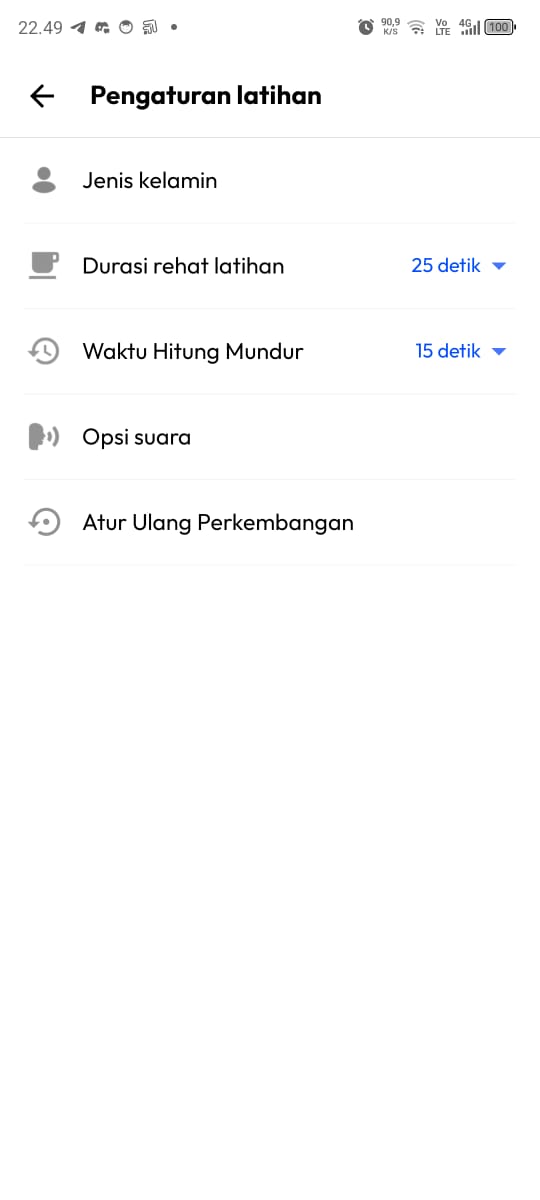 22.49
90,9
K/S
Vo
LTE
4G
100
Pengaturan latihan
Jenis kelamin
Durasi rehat latihan
25 detik
Waktu Hitung Mundur
15 detik
Opsi suara
Atur Ulang Perkembangan